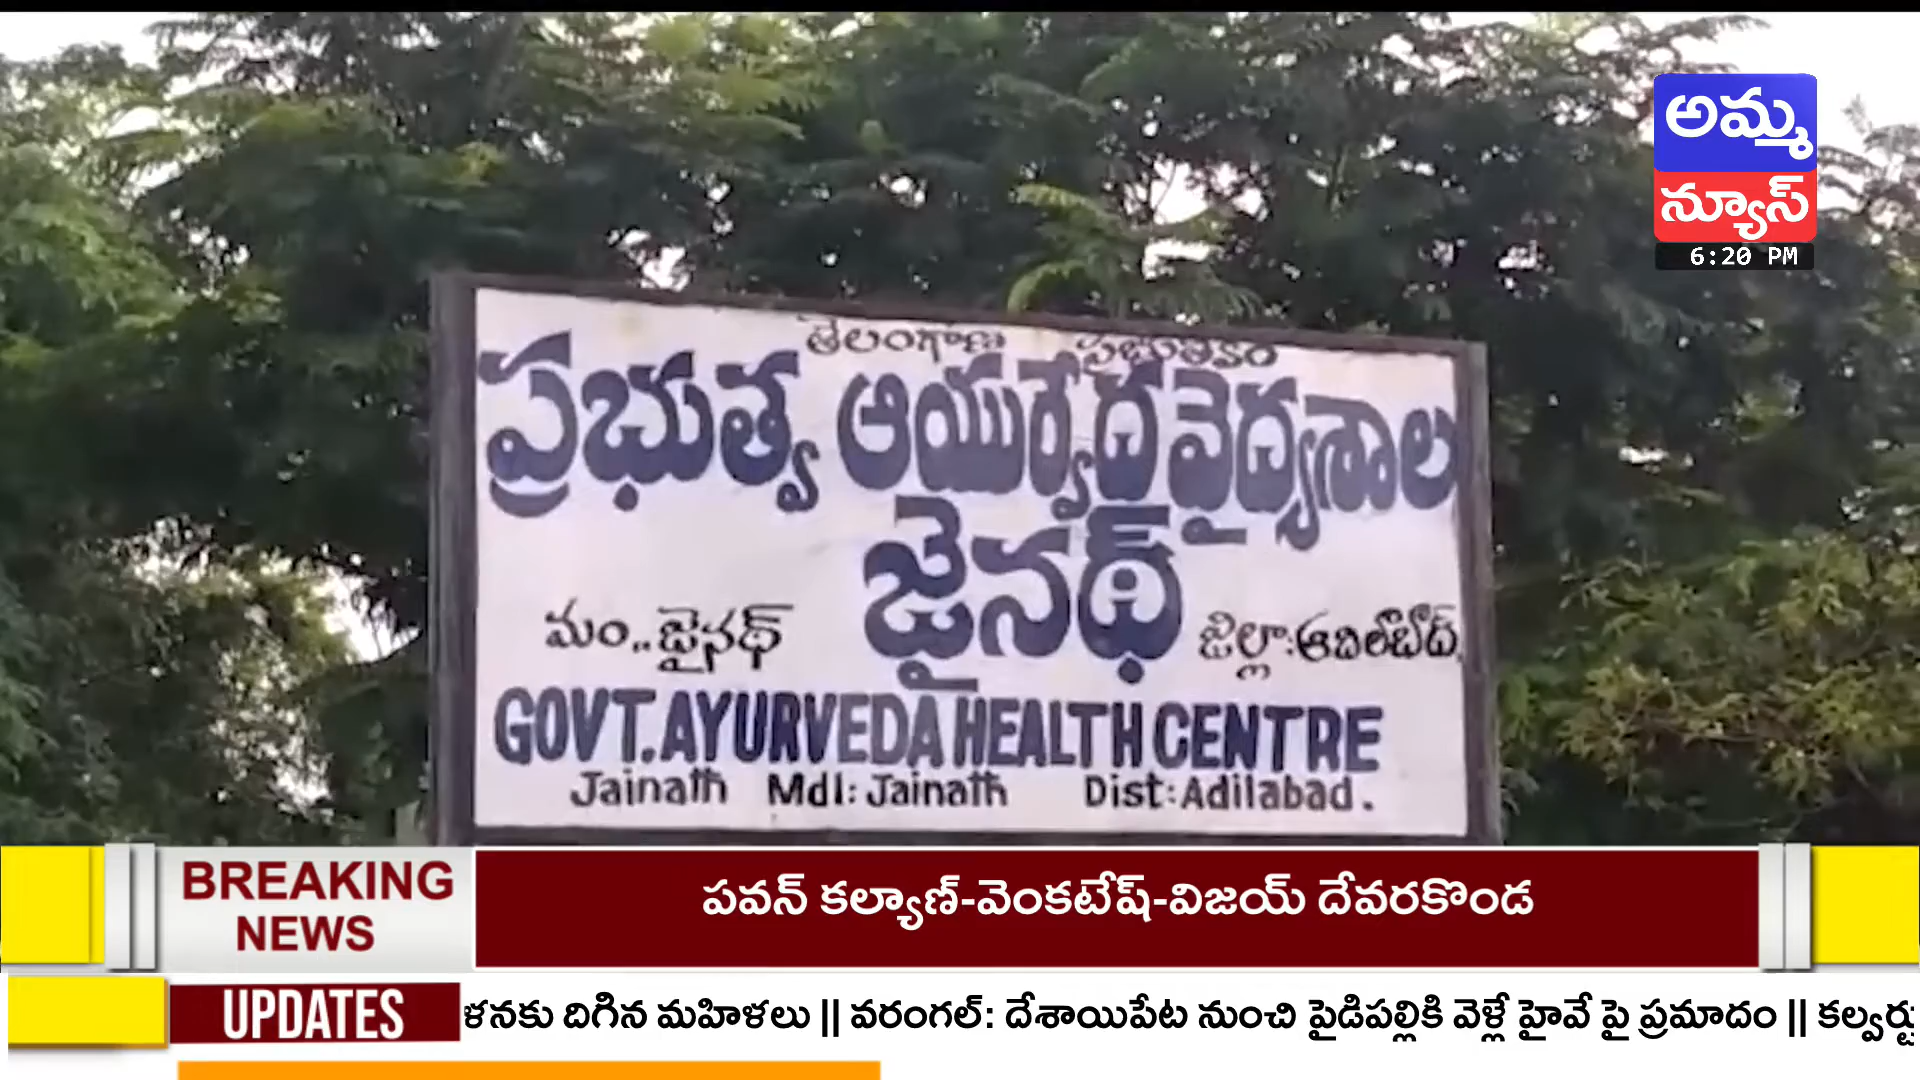 అమ్మ
న్యూస్
6:20 PM
తెలంగాణ ప్రభుత్వం
ప్రభుత్వ ఆయుర్వేద వైద్యశాల
జైనథ్
మం..జైనథ్ జిల్లా:ఆదిలాబాద్.
GOVT. AYURVEDA HEALTH CENTRE
Jainath Mdl: Jainath Dist: Adilabad.
BREAKING
NEWS
పవన్ కల్యాణ్-వెంకటేష్-విజయ్ దేవరకొండ
UPDATES
ళనకు దిగిన మహిళలు || వరంగల్: దేశాయిపేట నుంచి పైడిపల్లికి వెళ్లే హైవే పై ప్రమాదం ||